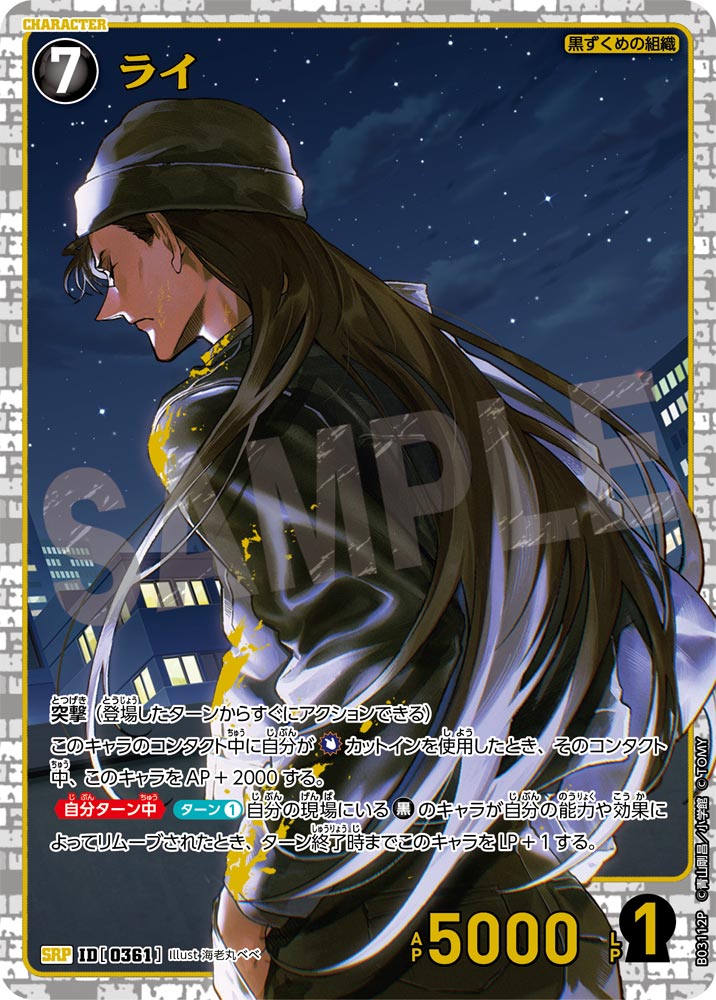 CHARACTER
黒ずくめの組織
7
ライ
SAMPLE
突撃（登場したターンからすぐにアクションできる）
このキャラのコンタクト中に自分がカットインを使用したとき、そのコンタクト
中、このキャラをAP＋2000する。
自分ターン中 ターン1 自分の現場にいる黒のキャラが自分の能力や効果に
よってリムーブされたとき、ターン終了時までこのキャラをLP＋1する。
AP 5000 LP 1
SRP ID[0361] Illust 海老丸ぺぺ
B03112P ©青山剛昌／小学館 ©TOMY